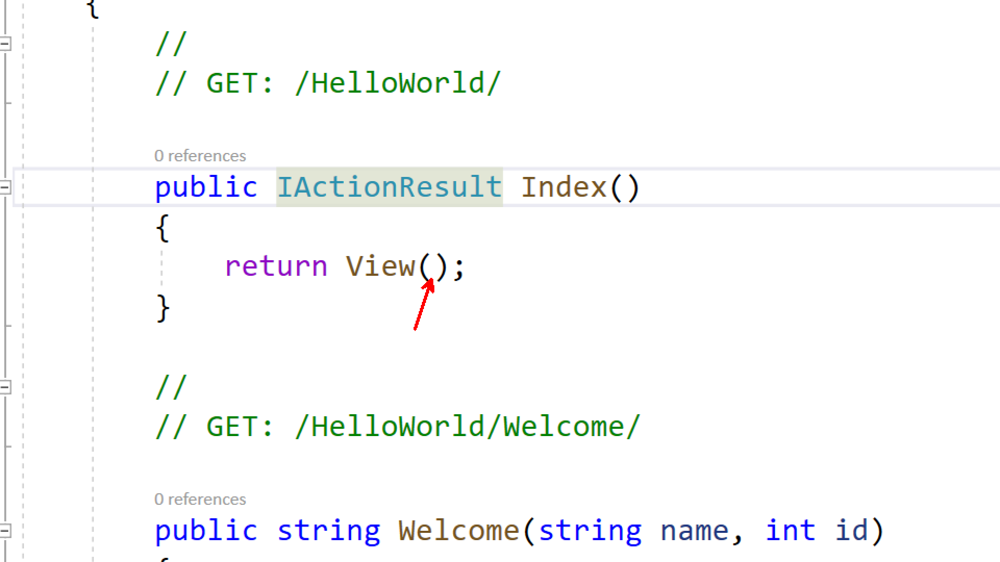 {
//
// GET: /HelloWorld/
0 references
public IActionResult Index()
{
return View();
}
//
// GET: /HelloWorld/Welcome/
0 references
public string Welcome(string name, int id)
{